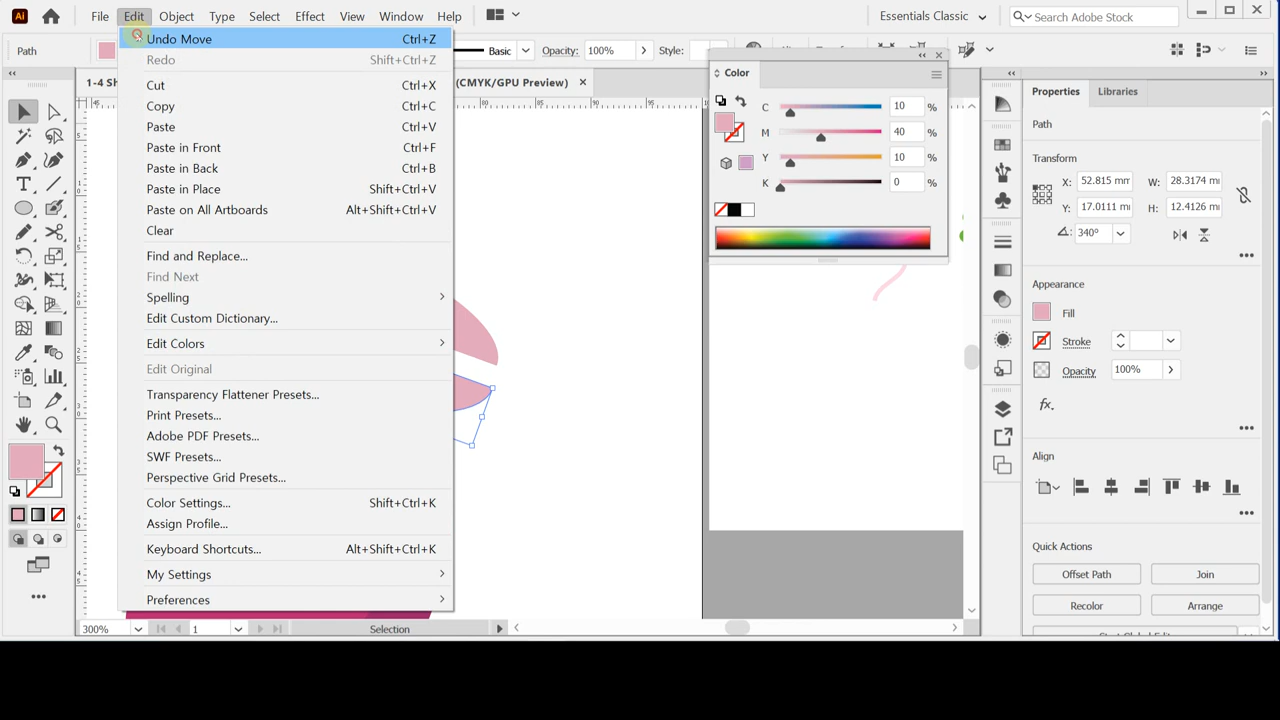 Ai File Edit Object Type Select Effect View Window Help Essentials Classic Search Adobe Stock
Path Basic Opacity: 100% Style:
1-4 Sh (CMYK/GPU Preview)
Undo Move Ctrl+Z
Redo Shift+Ctrl+Z
Cut Ctrl+X
Copy Ctrl+C
Paste Ctrl+V
Paste in Front Ctrl+F
Paste in Back Ctrl+B
Paste in Place Shift+Ctrl+V
Paste on All Artboards Alt+Shift+Ctrl+V
Clear
Find and Replace...
Find Next
Spelling
Edit Custom Dictionary...
Edit Colors
Edit Original
Transparency Flattener Presets...
Print Presets...
Adobe PDF Presets...
SWF Presets...
Perspective Grid Presets...
Color Settings... Shift+Ctrl+K
Assign Profile...
Keyboard Shortcuts... Alt+Shift+Ctrl+K
My Settings
Preferences
80 85 90 95
Color
C 10 %
M 40 %
Y 10 %
K 0 %
Properties Libraries
Path
Transform
X: 52.815 mm W: 28.3174 m
Y: 17.0111 m H: 12.4126 m
340°
Appearance
Fill
Stroke
Opacity 100%
fx.
Align
Quick Actions
Offset Path Join
Recolor Arrange
300% 1 Selection